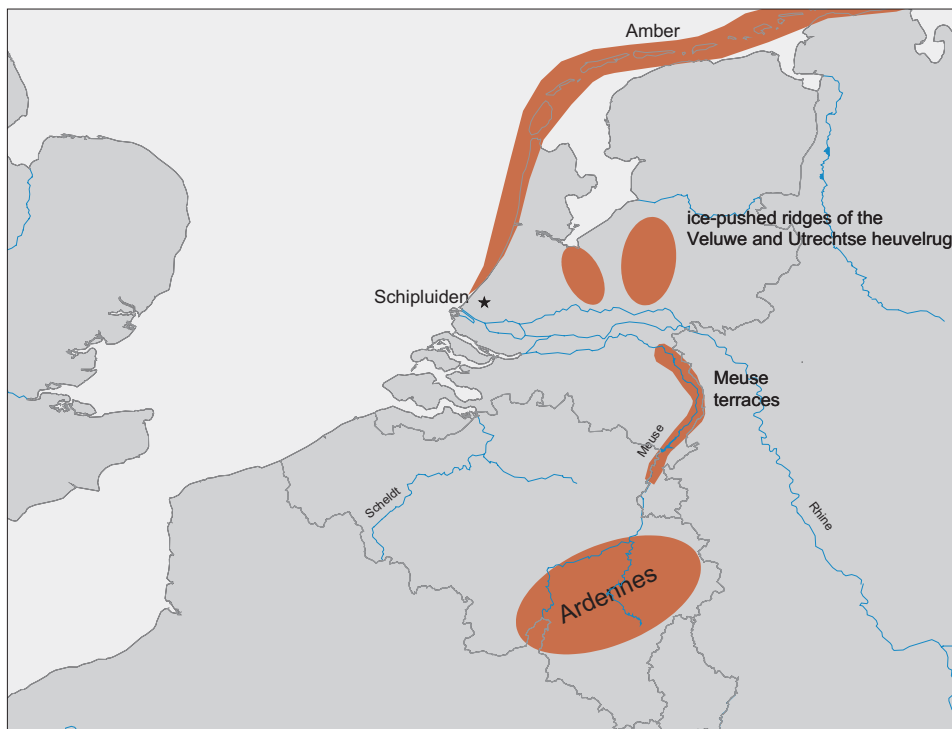 Amber
ice-pushed ridges of the
Veluwe and Utrechtse heuvelrug
Schipluiden
Meuse
terraces
Meuse
Scheldt
Rhine
Ardennes